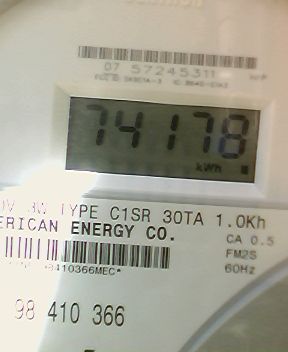 07 57245311
74178
kWh
3W TYPE C1SR 30TA 1.0Kh
ERICAN ENERGY CO.
CA 0.5
FM2S
60Hz
98 410 366